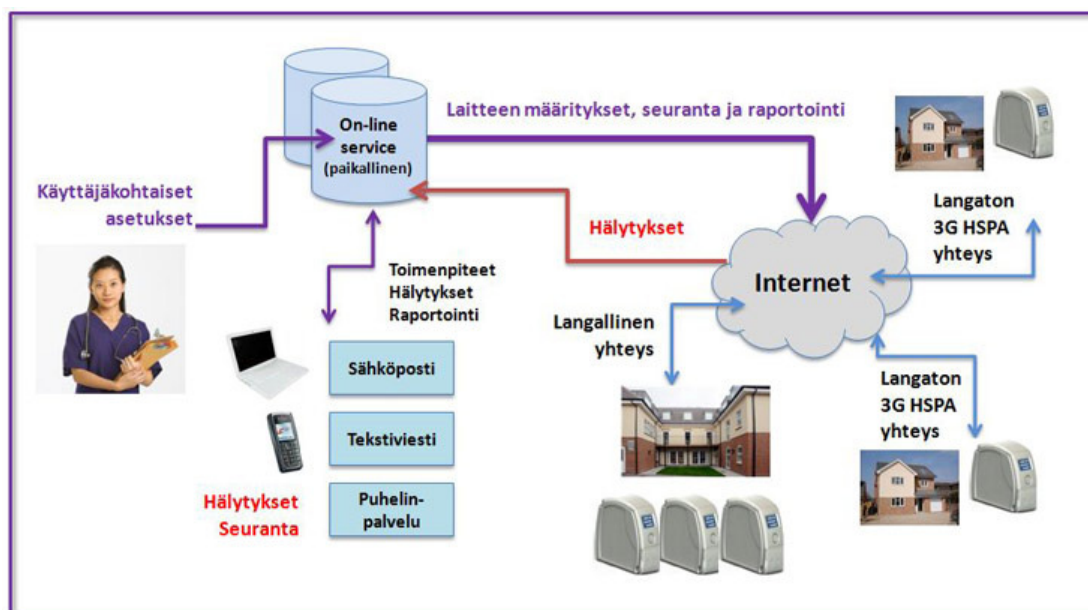 On-line
service
(paikallinen)
Laitteen määritykset, seuranta ja raportointi
Käyttäjäkohtaiset
asetukset
Hälytykset
Langaton
3G HSPA
yhteys
Toimenpiteet
Hälytykset
Raportointi
Internet
Langallinen
yhteys
Sähköposti
Langaton
3G HSPA
yhteys
Tekstiviesti
Hälytykset
Seuranta
Puhelin-
palvelu